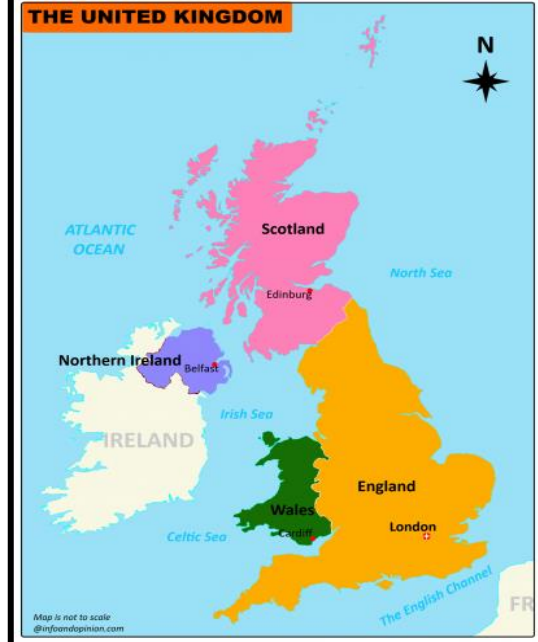 THE UNITED KINGDOM
N
ATLANTIC
OCEAN
Scotland
North Sea
Edinburg
Northern Ireland
Belfast
Irish Sea
IRELAND
England
Wales
London
Cardiff
Celtic Sea
The English Channel
FR
Map is not to scale
@infoandopinion.com